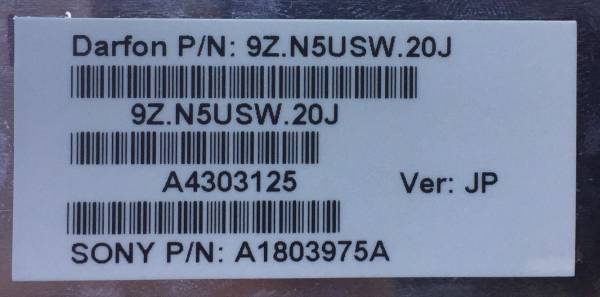 Darfon P/N: 9Z.N5USW.20J
9Z.N5USW.20J
A4303125 Ver: JP
SONY P/N: A1803975A